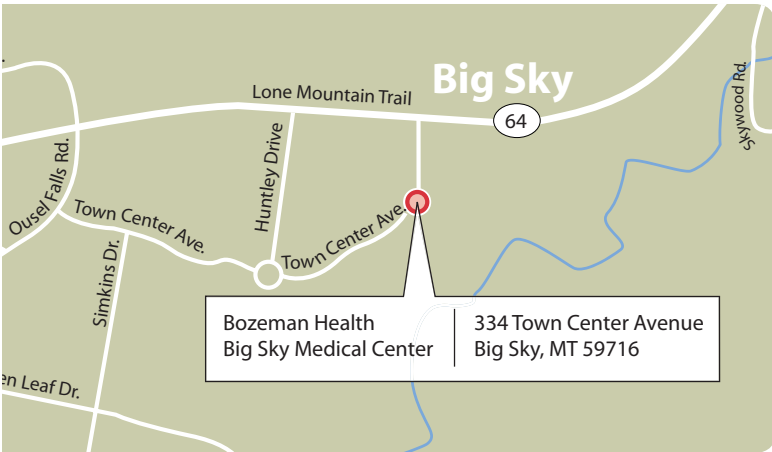 Big Sky
Lone Mountain Trail
64
Skywood Rd.
Ousel Falls Rd.
Huntley Drive
Town Center Ave.
Town Center Ave.
Simkins Dr.
Bozeman Health
Big Sky Medical Center
334 Town Center Avenue
Big Sky, MT 59716
en Leaf Dr.